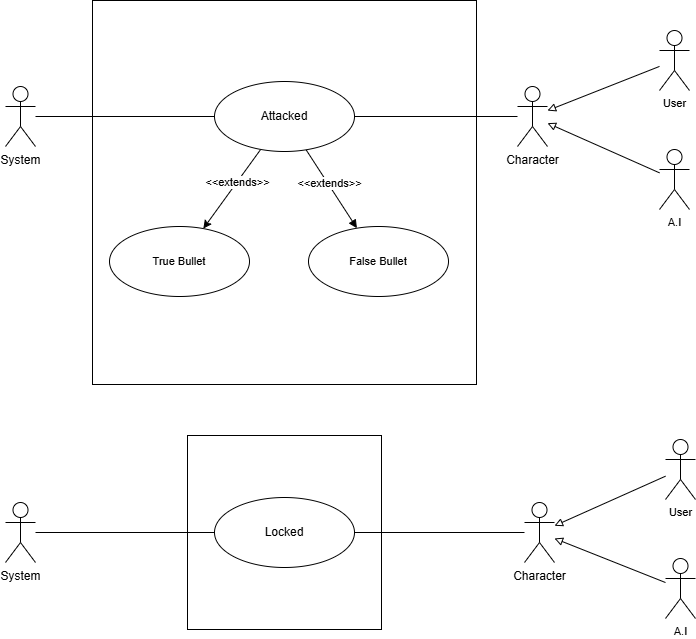 User
Attacked
System
Character
<<extends>>
<<extends>>
A.I
True Bullet
False Bullet
User
Locked
System
Character
A.I